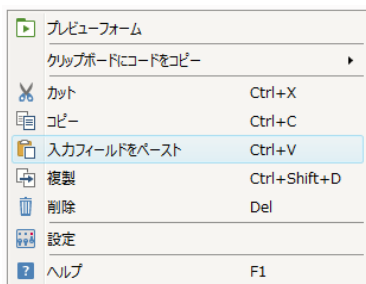 プレビューフォーム
クリップボードにコードをコピー
カット Ctrl+X
コピー Ctrl+C
入力フィールドをペースト Ctrl+V
複製 Ctrl+Shift+D
削除 Del
設定
ヘルプ F1